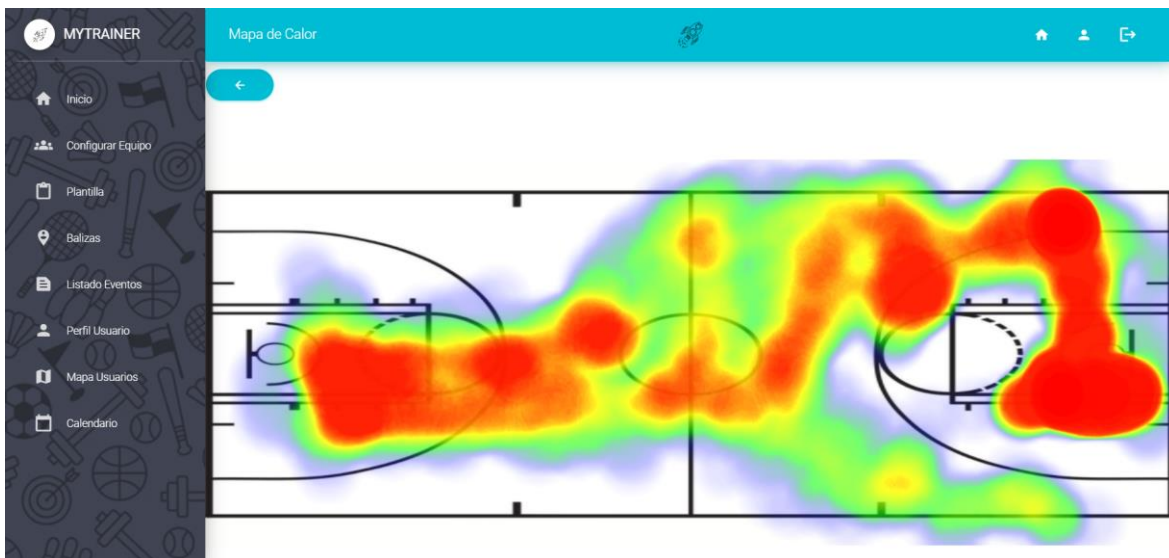 MYTRAINER
Mapa de Calor
Inicio
Configurar Equipo
Plantilla
Balizas
Listado Eventos
Perfil Usuario
Mapa Usuarios
Calendario